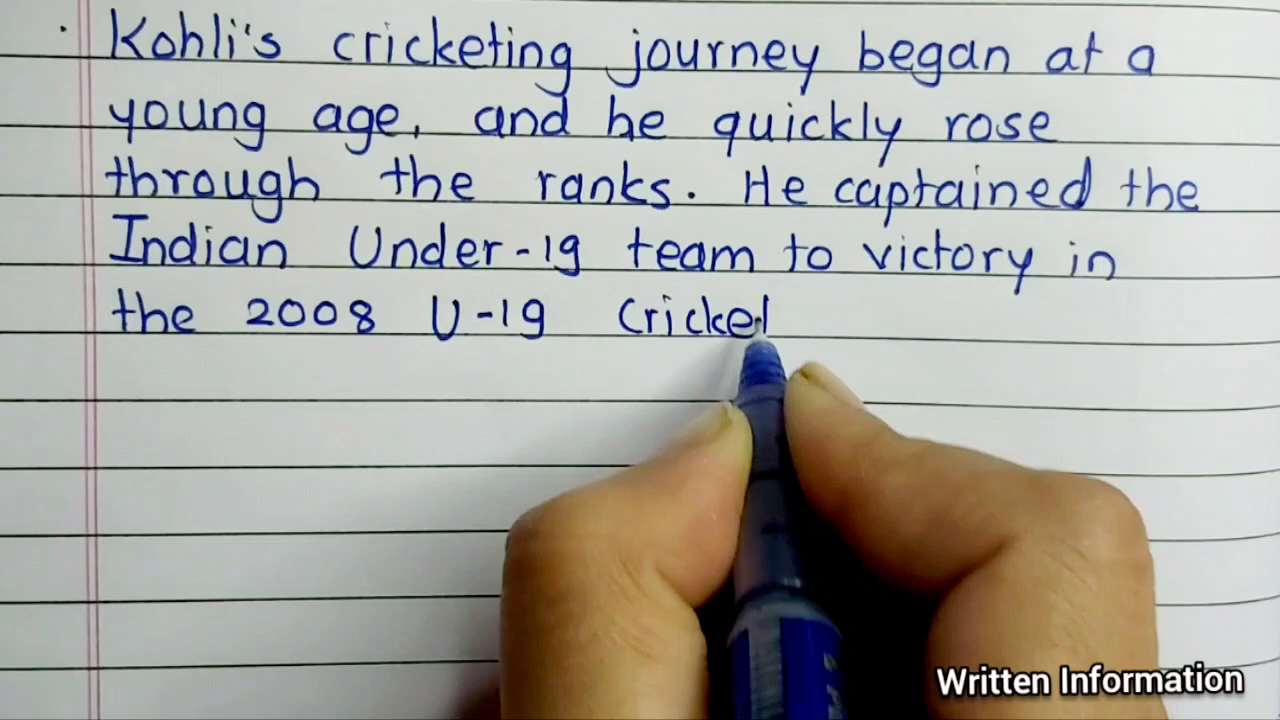 Kohli's cricketing journey began at a
young age, and he quickly rose
through the ranks. He captained the
Indian Under-19 team to victory in
the 2008 U-19 Cricke
Written Information